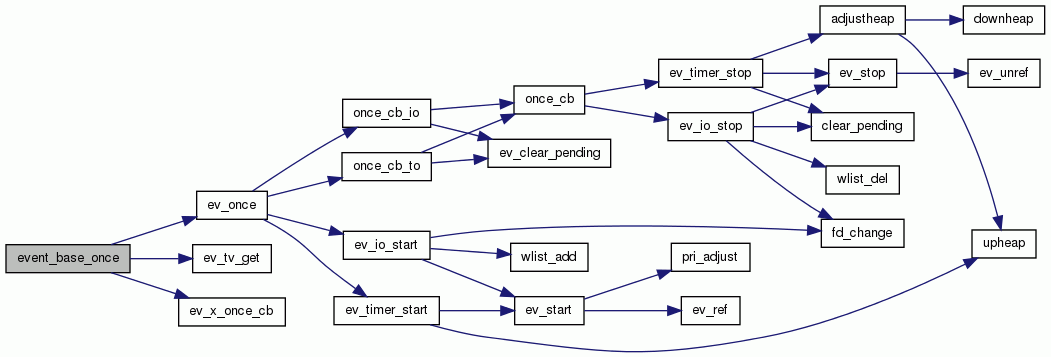 adjustheap
downheap
ev_timer_stop
ev_stop
ev_unref
once_cb
once_cb_io
clear_pending
ev_io_stop
ev_clear_pending
once_cb_to
wlist_del
ev_once
fd_change
ev_io_start
upheap
event_base_once
ev_tv_get
wlist_add
pri_adjust
ev_x_once_cb
ev_timer_start
ev_start
ev_ref